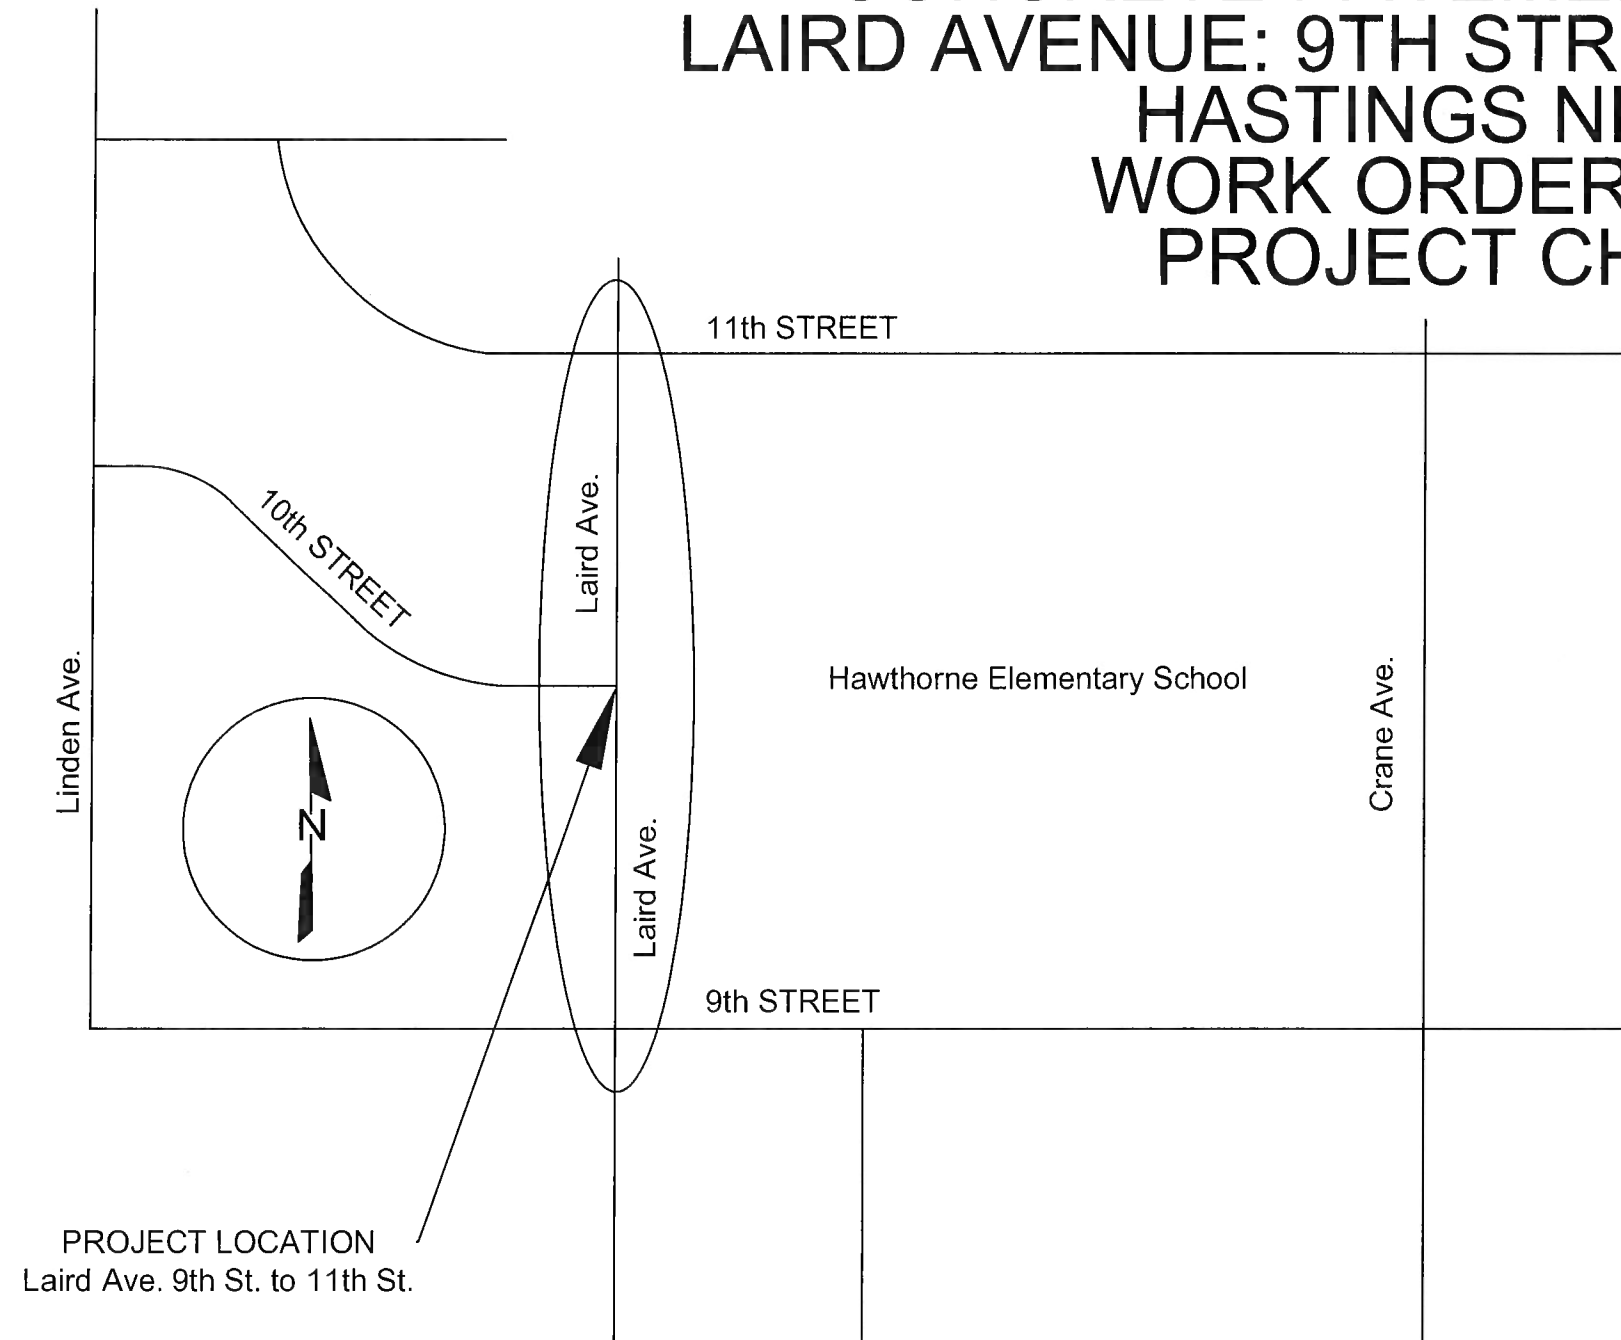 LAIRD AVENUE: 9TH STR
HASTINGS
WORK ORDER
PROJECT
11th STREET
Laird Ave.
10th STREET
Linden Ave.
Hawthorne Elementary School
Crane Ave.
N
Laird Ave.
9th STREET
PROJECT LOCATION
Laird Ave. 9th St. to 11th St.